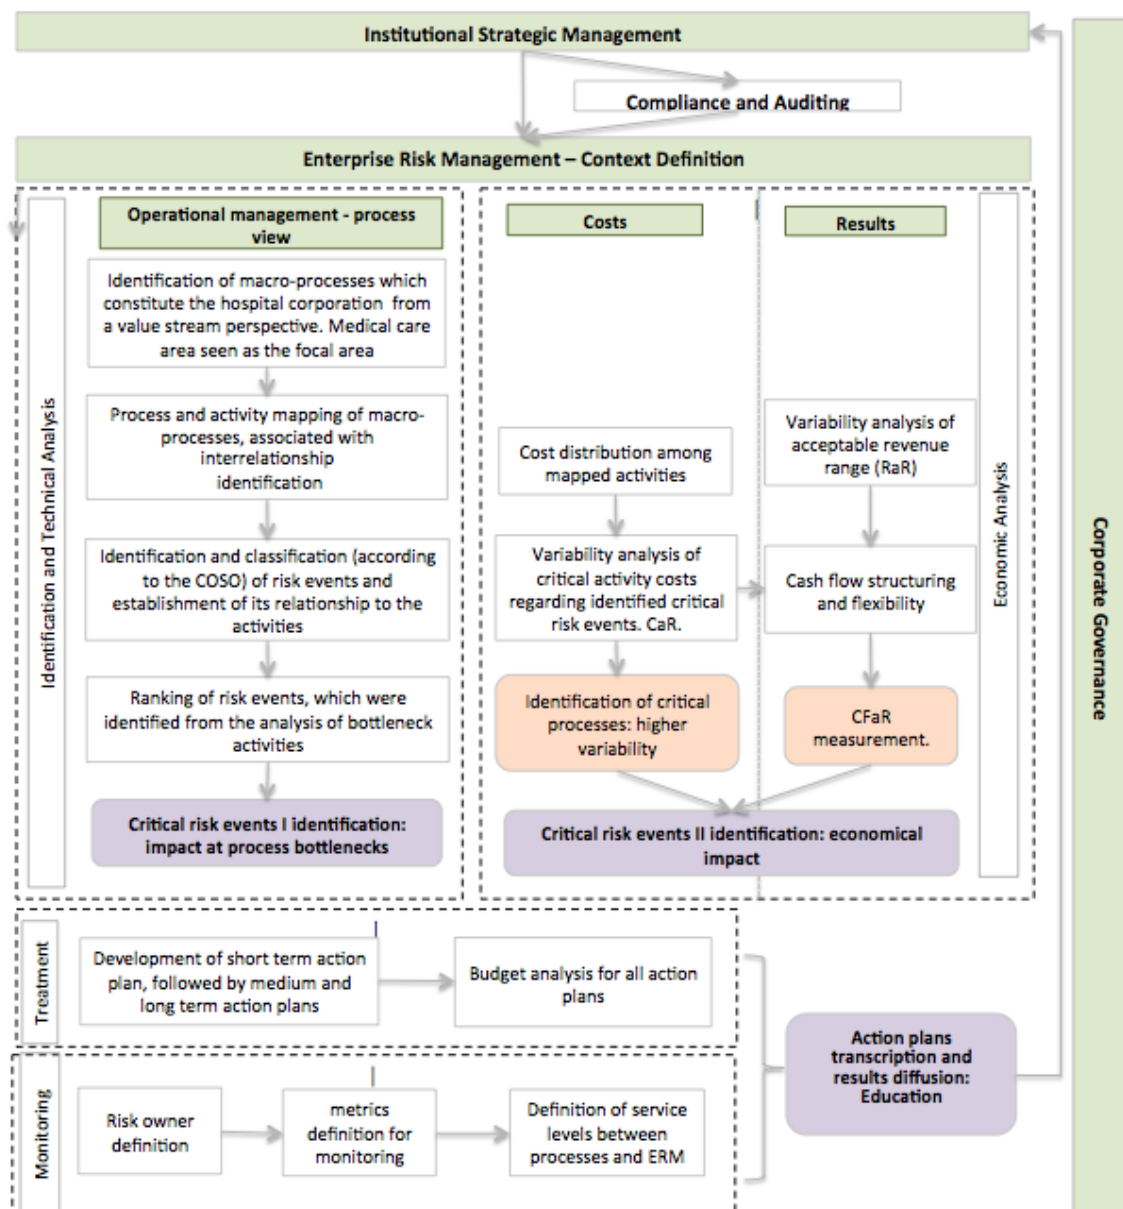 Institutional Strategic Management
Compliance and Auditing
Enterprise Risk Management – Context Definition
Corporate Governance
Identification and Technical Analysis
Operational management - process
view
Identification of macro-processes which
constitute the hospital corporation from
a value stream perspective. Medical care
area seen as the focal area
Process and activity mapping of macro-
processes, associated with
interrelationship
identification
Identification and classification (according
to the COSO) of risk events and
establishment of its relationship to the
activities
Ranking of risk events, which were
identified from the analysis of bottleneck
activities
Critical risk events I identification:
impact at process bottlenecks
Costs
Cost distribution among
mapped activities
Variability analysis of
critical activity costs
regarding identified critical
risk events. CaR.
Identification of critical
processes: higher
variability
Results
Variability analysis of
acceptable revenue
range (RaR)
Cash flow structuring
and flexibility
CFaR
measurement.
Critical risk events II identification: economical
impact
Economic Analysis
Treatment
Development of short term action
plan, followed by medium and
long term action plans
Budget analysis for all action
plans
Monitoring
Risk owner
definition
metrics
definition for
monitoring
Definition of service
levels between
processes and ERM
Action plans
transcription and
results diffusion:
Education